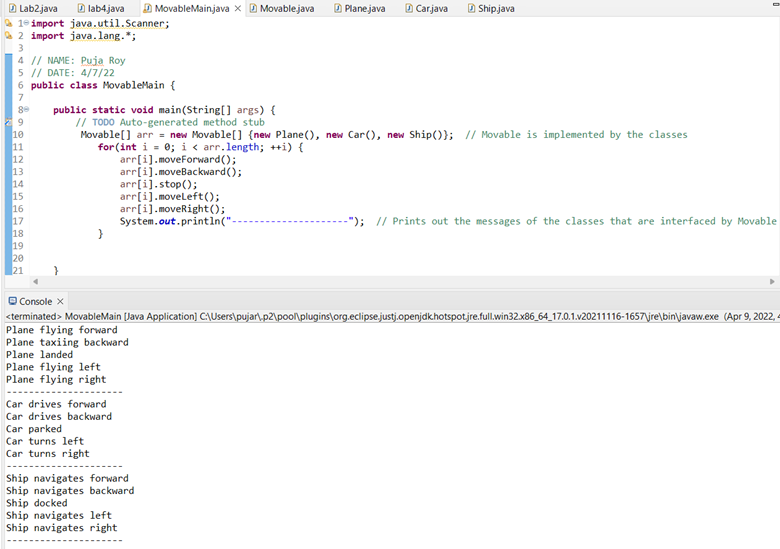 Lab2.java lab4.java MovableMain.java Movable.java Plane.java Car.java Ship.java
1 import java.util.Scanner;
2 import java.lang.*;
3
4 // NAME: Puja Roy
5 // DATE: 4/7/22
6 public class MovableMain {
7
8 public static void main(String[] args) {
9 // TODO Auto-generated method stub
10 Movable[] arr = new Movable[] {new Plane(), new Car(), new Ship()};  // Movable is implemented by the classes
11 for(int i = 0; i < arr.length; ++i) {
12 arr[i].moveForward();
13 arr[i].moveBackward();
14 arr[i].stop();
15 arr[i].moveLeft();
16 arr[i].moveRight();
17 System.out.println("---------------------");  // Prints out the messages of the classes that are interfaced by Movable
18 }
19
20
21 }
Console
<terminated> MovableMain [Java Application] C:\Users\pujar\.p2\pool\plugins\org.eclipse.justj.openjdk.hotspot.jre.full.win32.x86_64_17.0.1.v20211116-1657\jre\bin\javaw.exe (Apr 9, 2022, 4
Plane flying forward
Plane taxiing backward
Plane landed
Plane flying left
Plane flying right
---------------------
Car drives forward
Car drives backward
Car parked
Car turns left
Car turns right
---------------------
Ship navigates forward
Ship navigates backward
Ship docked
Ship navigates left
Ship navigates right
---------------------